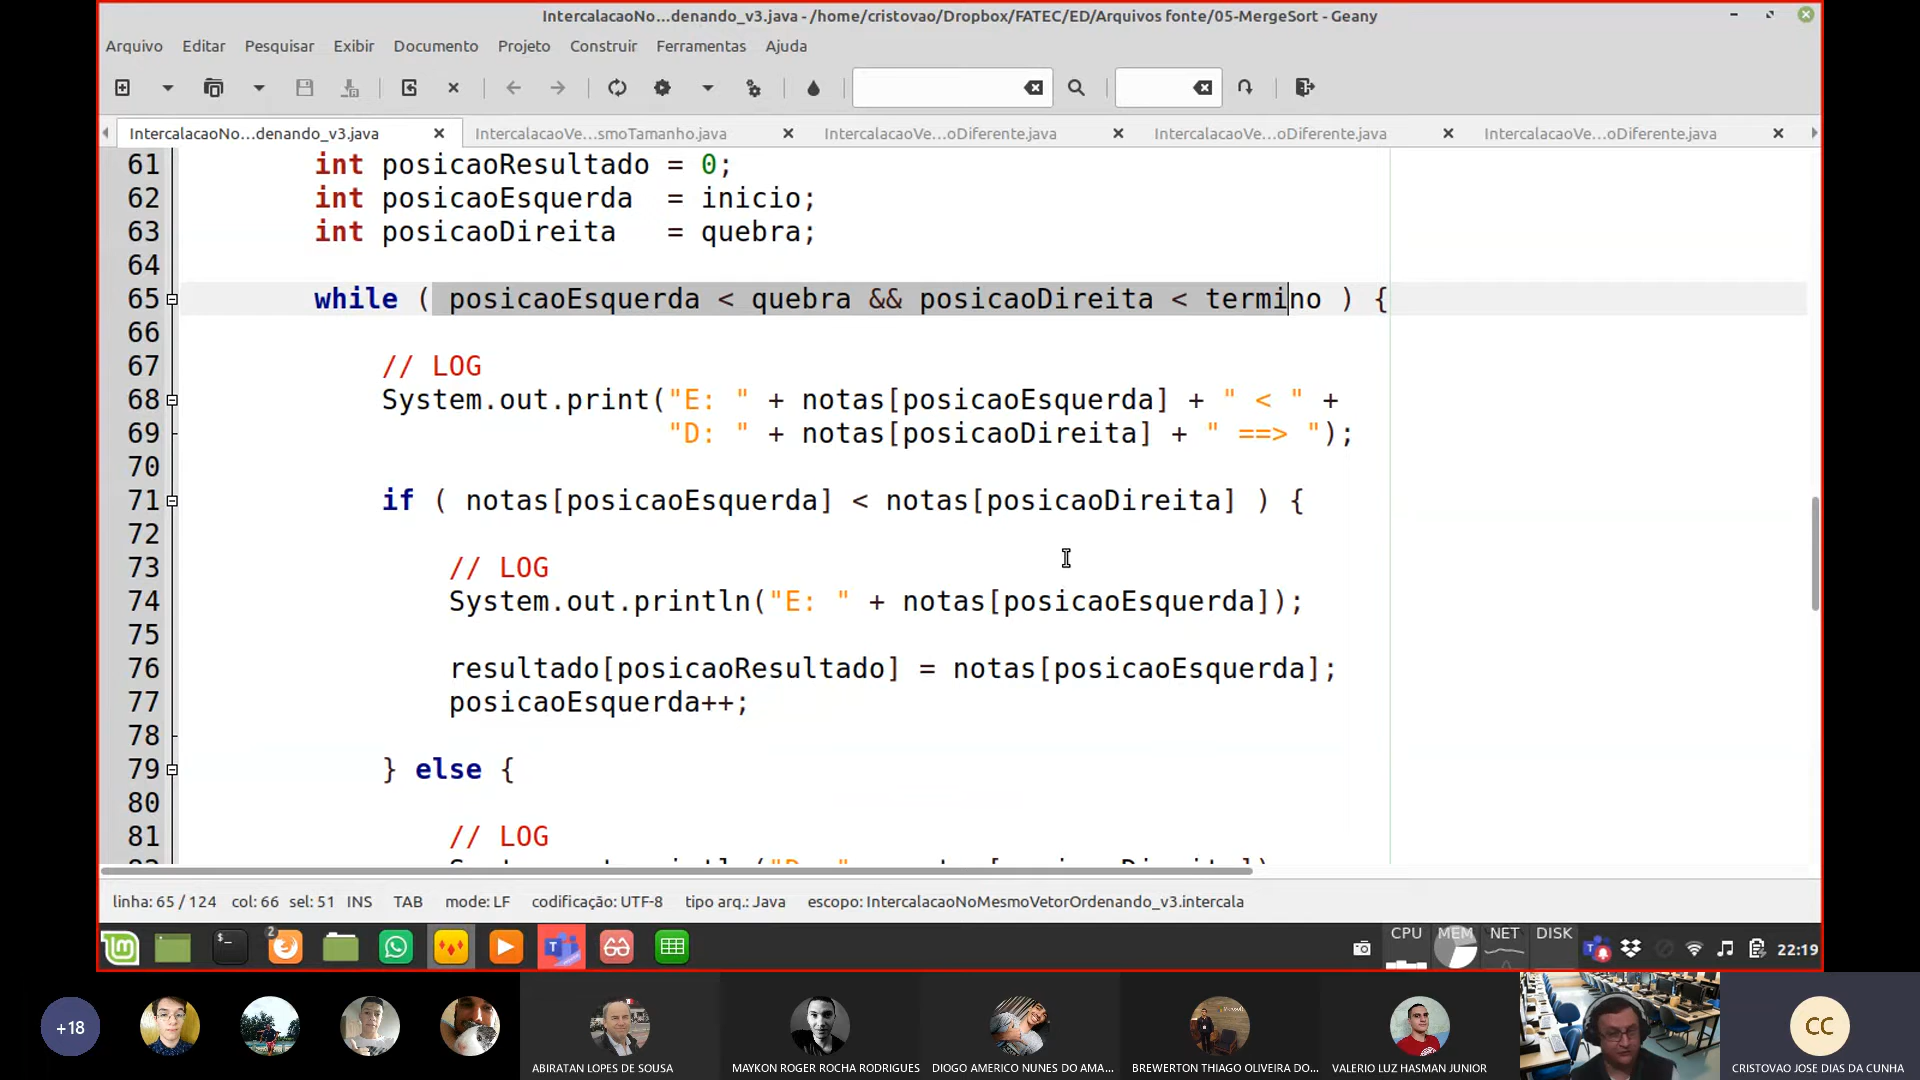 IntercalacaoNo...denando_v3.java - /home/cristovao/Dropbox/FATEC/ED/Arquivos fonte/05-MergeSort - Geany
Arquivo Editar Pesquisar Exibir Documento Projeto Construir Ferramentas Ajuda
IntercalacaoNo...denando_v3.java IntercalacaoVe...smoTamanho.java IntercalacaoVe...oDiferente.java IntercalacaoVe...oDiferente.java IntercalacaoVe...oDiferente.java
61 int posicaoResultado = 0;
62 int posicaoEsquerda  = inicio;
63 int posicaoDireita   = quebra;
64
65 while ( posicaoEsquerda < quebra && posicaoDireita < termino ) {
66
67 // LOG
68 System.out.print("E: " + notas[posicaoEsquerda] + " < " +
69 "D: " + notas[posicaoDireita] + " ==> ");
70
71 if ( notas[posicaoEsquerda] < notas[posicaoDireita] ) {
72
73 // LOG
74 System.out.println("E: " + notas[posicaoEsquerda]);
75
76 resultado[posicaoResultado] = notas[posicaoEsquerda];
77 posicaoEsquerda++;
78
79 } else {
80
81 // LOG
linha: 65 / 124 col: 66 sel: 51 INS TAB mode: LF codificação: UTF-8 tipo arq.: Java escopo: IntercalacaoNoMesmoVetorOrdenando_v3.intercala
2 CPU MEM NET DISK 22:19
+18 CC
ABIRATAN LOPES DE SOUSA MAYKON ROGER ROCHA RODRIGUES DIOGO AMERICO NUNES DO AMA... BREWERTON THIAGO OLIVEIRA DO... VALERIO LUZ HASMAN JUNIOR CRISTOVAO JOSE DIAS DA CUNHA